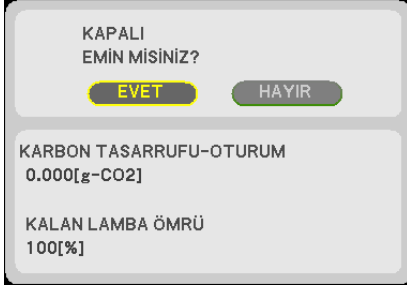 KAPALI
EMİN MİSİNİZ?
EVET HAYIR
KARBON TASARRUFU-OTURUM
0.000[g-CO2]
KALAN LAMBA ÖMRÜ
100[%]